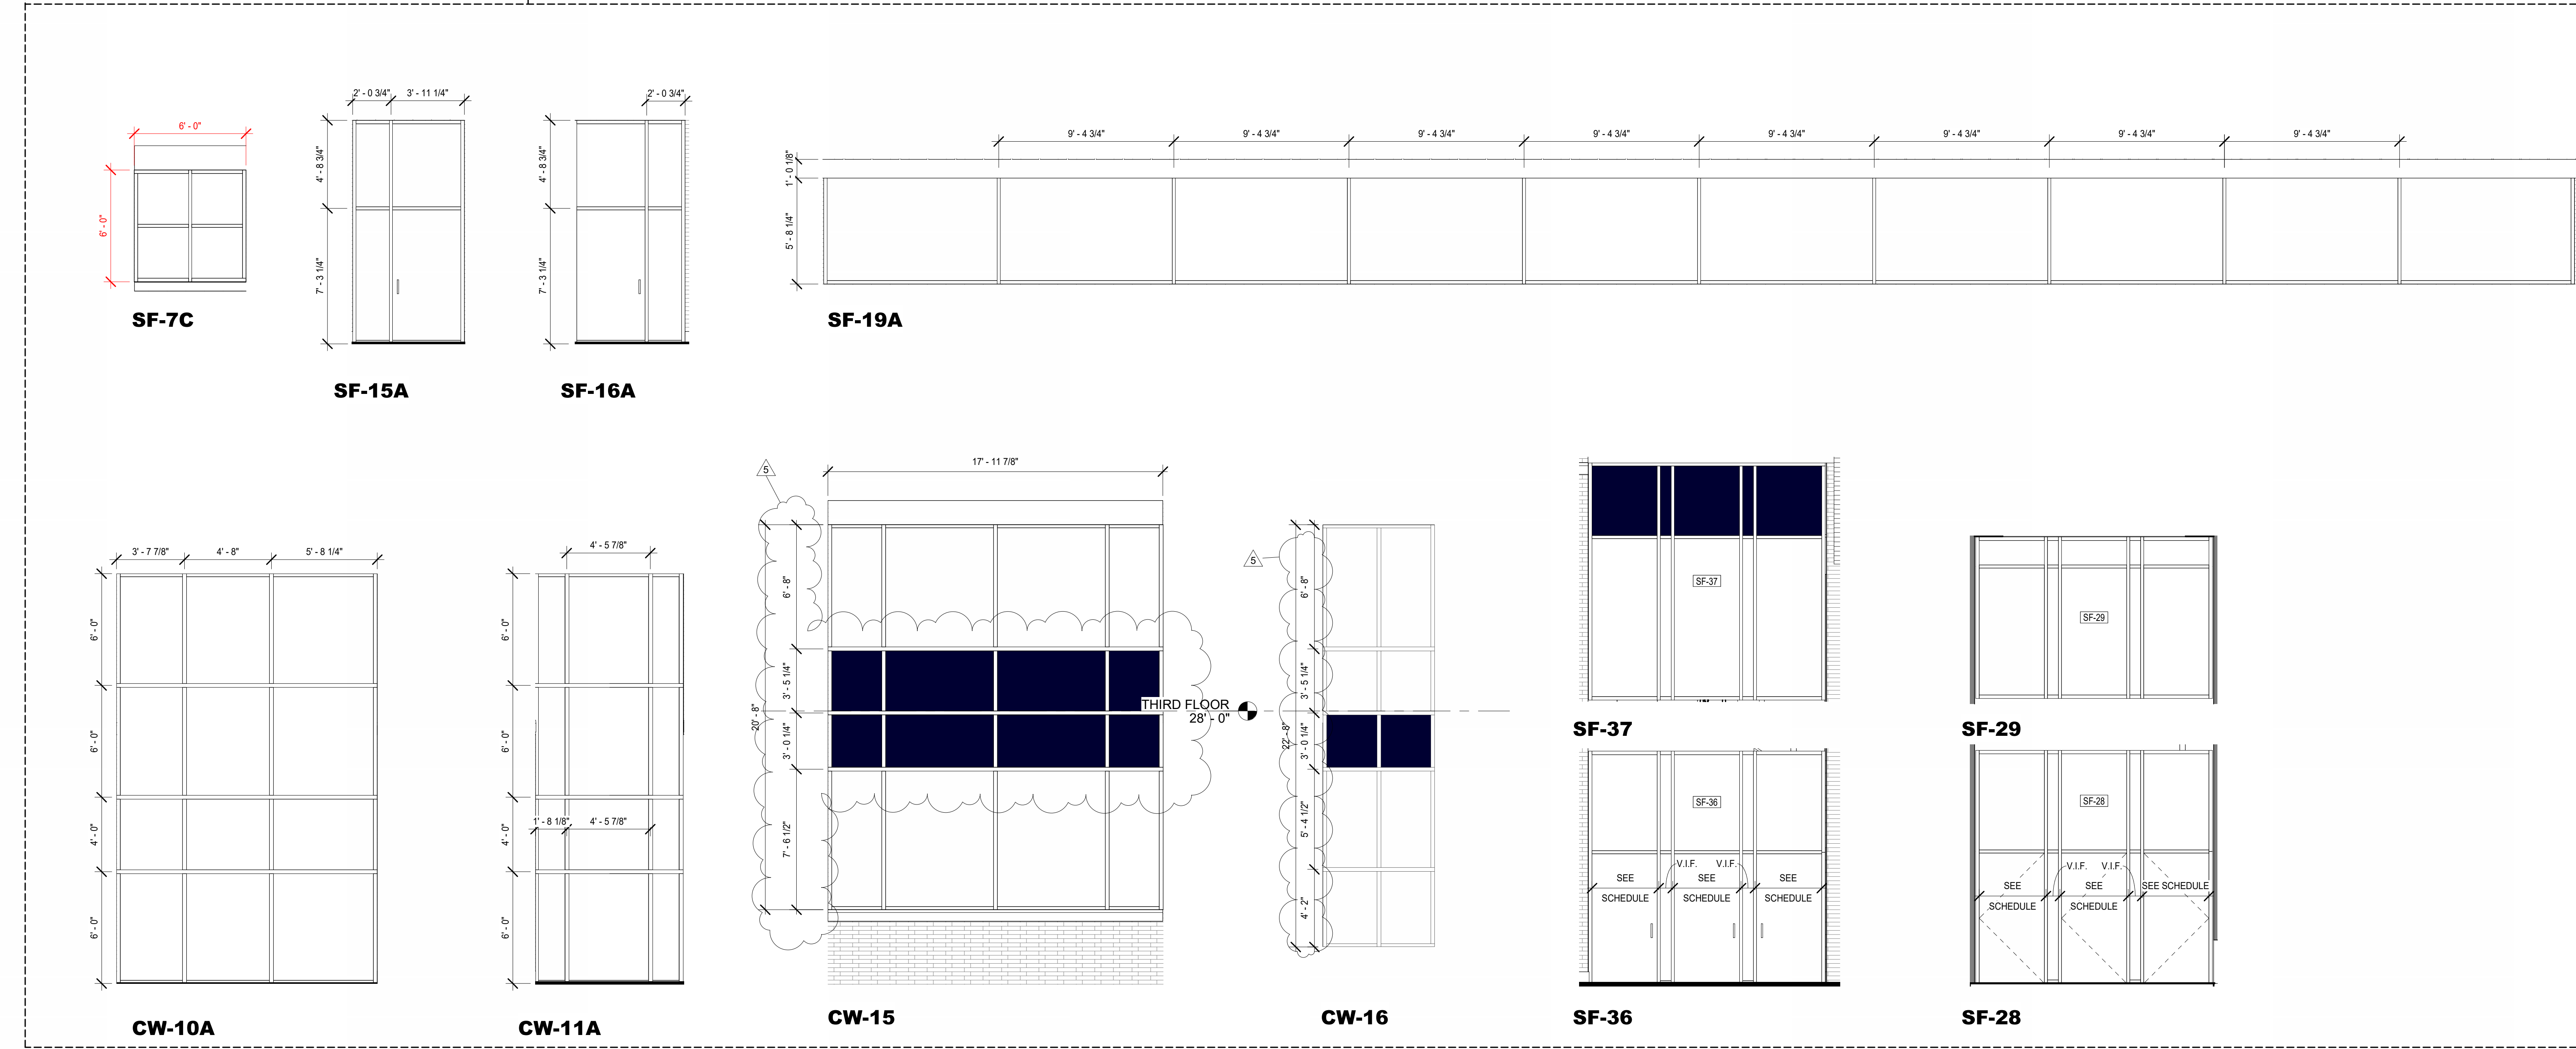 2' - 0 3/4"
3' - 11 1/4"
2' - 0 3/4"
6' - 0"
9' - 4 3/4"
9' - 4 3/4"
9' - 4 3/4"
9' - 4 3/4"
9' - 4 3/4"
9' - 4 3/4"
9' - 4 3/4"
9' - 4 3/4"
6' - 0"
4' - 8 3/4"
7' - 3 1/4"
4' - 8 3/4"
7' - 3 1/4"
1' - 0 1/8"
5' - 8 1/4"
SF-7C
SF-19A
SF-15A
SF-16A
5
17' - 11 7/8"
3' - 7 7/8"
4' - 8"
5' - 8 1/4"
6' - 0"
6' - 0"
4' - 0"
6' - 0"
CW-10A
4' - 5 7/8"
6' - 0"
6' - 0"
4' - 0"
6' - 0"
1' - 8 1/8"
4' - 5 7/8"
CW-11A
20' - 8"
6' - 8"
3' - 5 1/4"
3' - 0 1/4"
7' - 6 1/2"
THIRD FLOOR
28' - 0"
CW-15
5
22' - 8"
6' - 8"
3' - 5 1/4"
3' - 0 1/4"
5' - 4 1/2"
4' - 2"
CW-16
SF-37
SF-37
SF-36
V.I.F.
V.I.F.
SEE
SCHEDULE
SEE
SCHEDULE
SEE
SCHEDULE
SF-36
SF-29
SF-29
SF-28
V.I.F.
V.I.F.
SEE
SCHEDULE
SEE
SCHEDULE
SEE SCHEDULE
SF-28